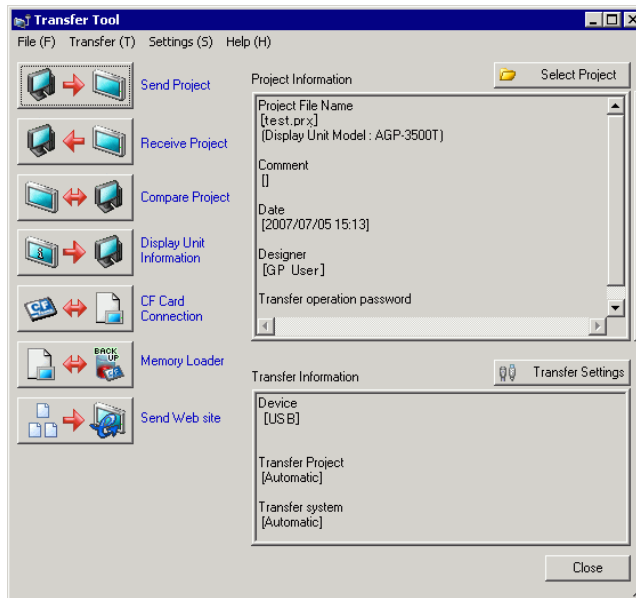 Transfer Tool
File (F) Transfer (T) Settings (S) Help (H)
Send Project
Receive Project
Compare Project
Display Unit
Information
CF
CF Card
Connection
BACK
UP
Memory Loader
Send Web site
Project Information
Select Project
Project File Name
[test.prx]
(Display Unit Model : AGP-3500T)
Comment
[]
Date
[2007/07/05 15:13]
Designer
[GP User]
Transfer operation password
Transfer Information
Transfer Settings
Device
[USB]
Transfer Project
[Automatic]
Transfer system
[Automatic]
Close